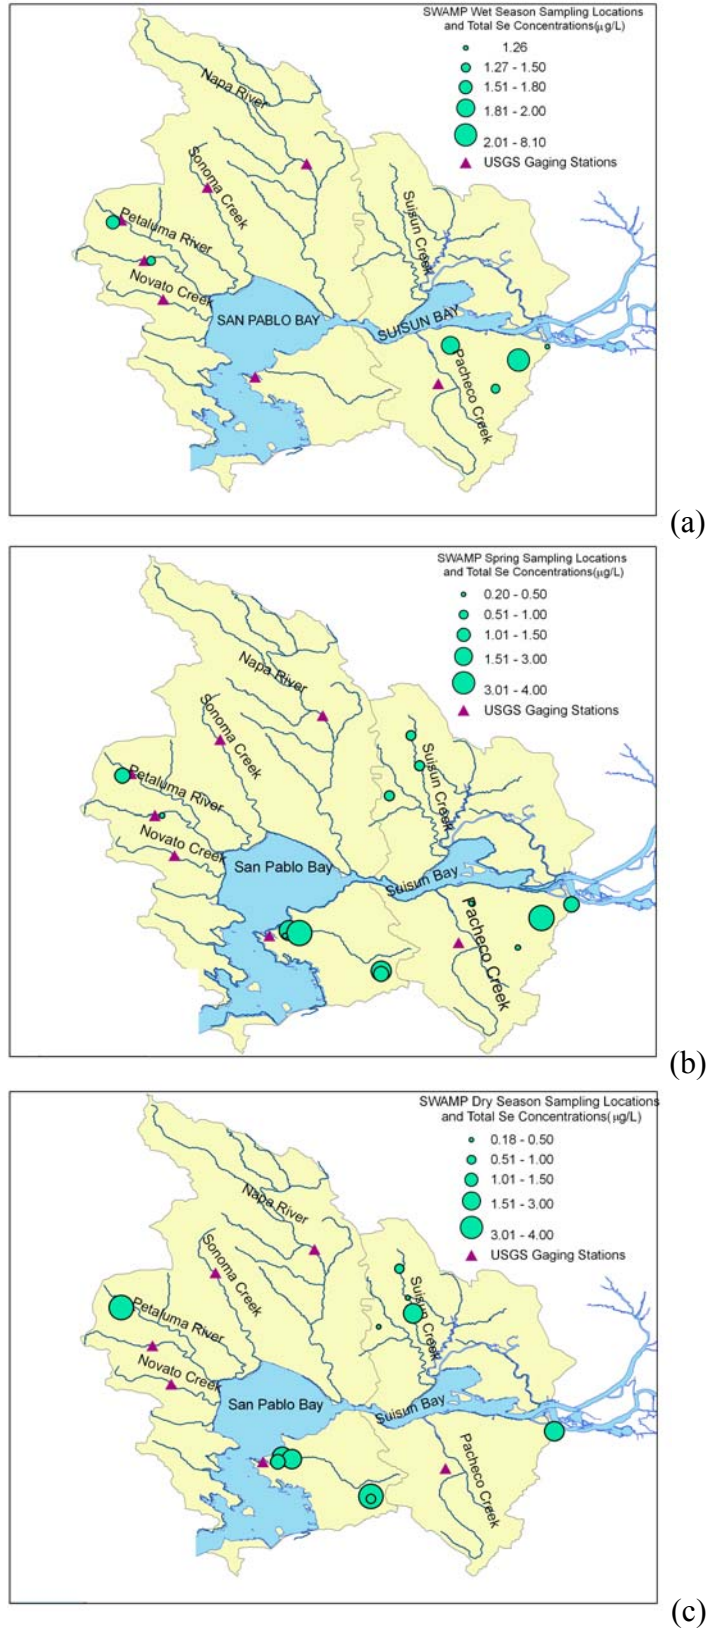 SWAMP Wet Season Sampling Locations
and Total Se Concentrations(µg/L)
1.26
1.27 - 1.50
1.51 - 1.80
1.81 - 2.00
2.01 - 8.10
USGS Gaging Stations
Napa River
Sonoma Creek
Suisun Creek
Petaluma River
Novato Creek
SAN PABLO BAY
SUISUN BAY
Pacheco Creek
(a)
SWAMP Spring Sampling Locations
and Total Se Concentrations(µg/L)
0.20 - 0.50
0.51 - 1.00
1.01 - 1.50
1.51 - 3.00
3.01 - 4.00
USGS Gaging Stations
Napa River
Sonoma Creek
Suisun Creek
Petaluma River
Novato Creek
San Pablo Bay
Suisun Bay
Pacheco Creek
(b)
SWAMP Dry Season Sampling Locations
and Total Se Concentrations( µg/L)
0.18 - 0.50
0.51 - 1.00
1.01 - 1.50
1.51 - 3.00
3.01 - 4.00
USGS Gaging Stations
Napa River
Sonoma Creek
Suisun Creek
Petaluma River
Novato Creek
San Pablo Bay
Suisun Bay
Pacheco Creek
(c)